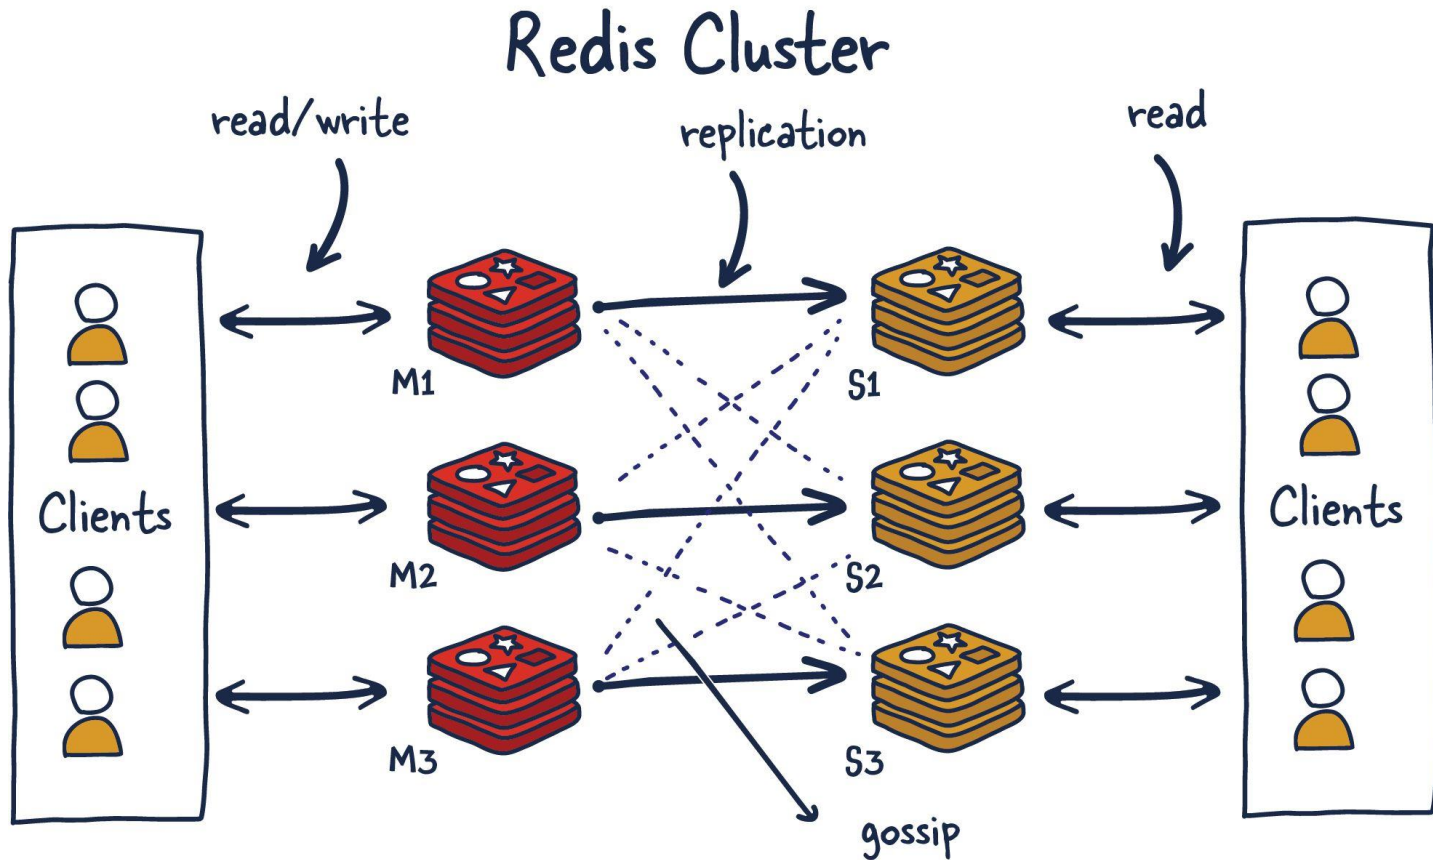 Redis Cluster
read/write
replication
read
M1
S1
Clients
Clients
M2
S2
M3
S3
gossip